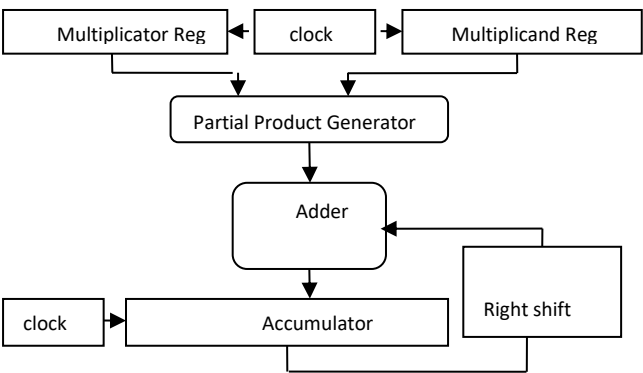 Multiplicator Reg
clock
Multiplicand Reg
Partial Product Generator
Adder
Right shift
clock
Accumulator